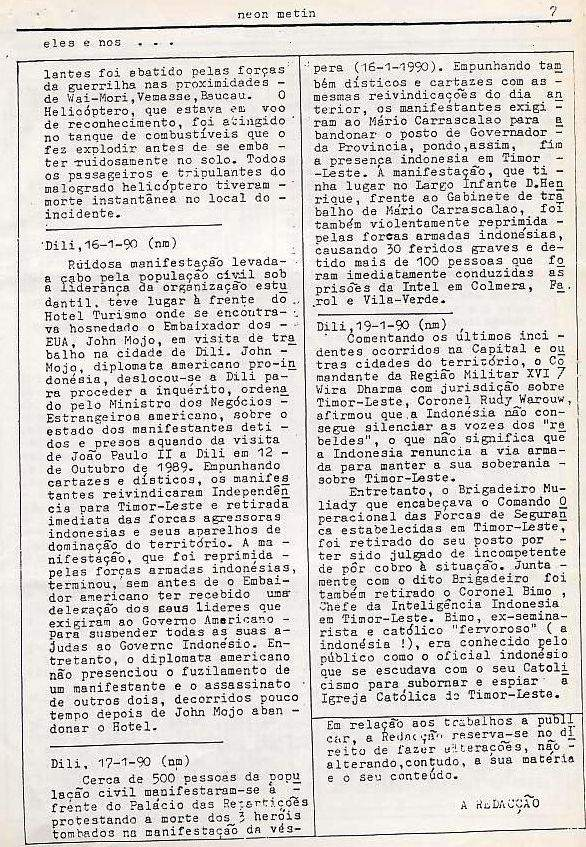 neon metin 7
eles e nos . . .
lantes foi abatido pelas forças
da guerrilha nas proximidades -
de Wai-Mori,Vemasse,Baucau. O
Helicóptero, que estava em voo
de reconhecimento, foi atingido
no tanque de combustíveis que o
fez explodir antes de se emba -
ter ruidosamente no solo. Todos
os passageiros e tripulantes do
malogrado helicóptero tiveram -
morte instantânea no local do -
incidente.
Dili,16-1-90 (nm)
Ruidosa manifestação levada-
a cabo pela população civil sob
a liderança da organização estu
dantil, teve lugar à frente do
Hotel Turismo onde se encontra-
va hospedado o Embaixador dos -
EUA, John Mojo, em visita de tra
balho na cidade de Dili. John -
Mojo, diplomata americano pro-in
donésia, deslocou-se a Dili pa-
ra proceder a inquérito, ordena
do pelo Ministro dos Negócios -
Estrangeiros americano, sobre o
estado dos manifestantes deti -
dos e presos aquando da visita
de João Paulo II a Dili em 12 -
de Outubro de 1989. Empunhando
cartazes e dísticos, os manifes
tantes reivindicaram Independên
cia para Timor-Leste e retirada
imediata das forcas agressoras
indonesias e seus aparelhos de
dominação do território. A ma -
nifestação, que foi reprimida -
pelas forças armadas indonésias,
terminou, sem antes de o Embai-
dor americano ter recebido uma
delegação dos seus lideres que
exigiram ao Governo Americano -
para suspender todas as suas a-
judas ao Governo Indonésio. En-
tretanto, o diplomata americano
não presenciou o fuzilamento de
um manifestante e o assassinato
de outros dois, decorridos pouco
tempo depois de John Mojo aban -
donar o Hotel.
Dili, 17-1-90 (nm)
Cerca de 500 pessoas da popu
lação civil manifestaram-se à -
frente do Palácio das Repartições
protestando a morte dos 3 heróis
tombados na manifestação da vés-
pera (16-1-1990). Empunhando tam
bém dísticos e cartazes com as -
mesmas reivindicações do dia an
terior, os manifestantes exigi -
ram ao Mário Carrascalao para a
bandonar o posto de Governador -
da Provincia, pondo,assim, fim
a presença indonesia em Timor -
-Leste. A manifestação, que ti -
nha lugar no Largo Infante D.Hen
rique, frente ao Gabinete de tra
balho de Mário Carrascalao, foi
também violentamente reprimida -
pelas forcas armadas indonésias,
causando 30 feridos graves e de-
tido mais de 100 pessoas que fo
ram imediatamente conduzidas as
prisões da Intel em Colmera, Fa
rol e Vila-Verde.
Dili,19-1-90 (nm)
Comentando os últimos inci -
dentes ocorridos na Capital e ou
tras cidades do território, o Co
mandante da Região Militar XVI /
Wira Dharma com jurisdição sobre
Timor-Leste, Coronel Rudy Warouw,
afirmou que a Indonésia não con-
segue silenciar as vozes dos "re
beldes", o que não significa que
a Indonesia renuncia a via arma-
da para manter a sua soberania -
sobre Timor-Leste.
Entretanto, o Brigadeiro Mu-
liady que encabeçava o Comando O
peracional das Forcas de Seguran
ca estabelecidas em Timor-Leste,
foi retirado do seu posto por -
ter sido julgado de incompetente
de pôr cobro à situação. Junta -
mente com o dito Brigadeiro foi
também retirado o Coronel Bimo ,
Chefe da Inteligência Indonesia
em Timor-Leste. Bimo, ex-semina-
rista e católico "fervoroso" ( a
indonésia !), era conhecido pelo
público como o oficial indonésio
que se escudava com o seu Catoli
cismo para subornar e espiar a
Igreja Católica de Timor-Leste.
Em relação aos trabalhos a publi
car, a Redacção reserva-se no di
reito de fazer alterações, não -
alterando,contudo, a sua matéria
e o seu conteúdo.
A REDACÇÃO